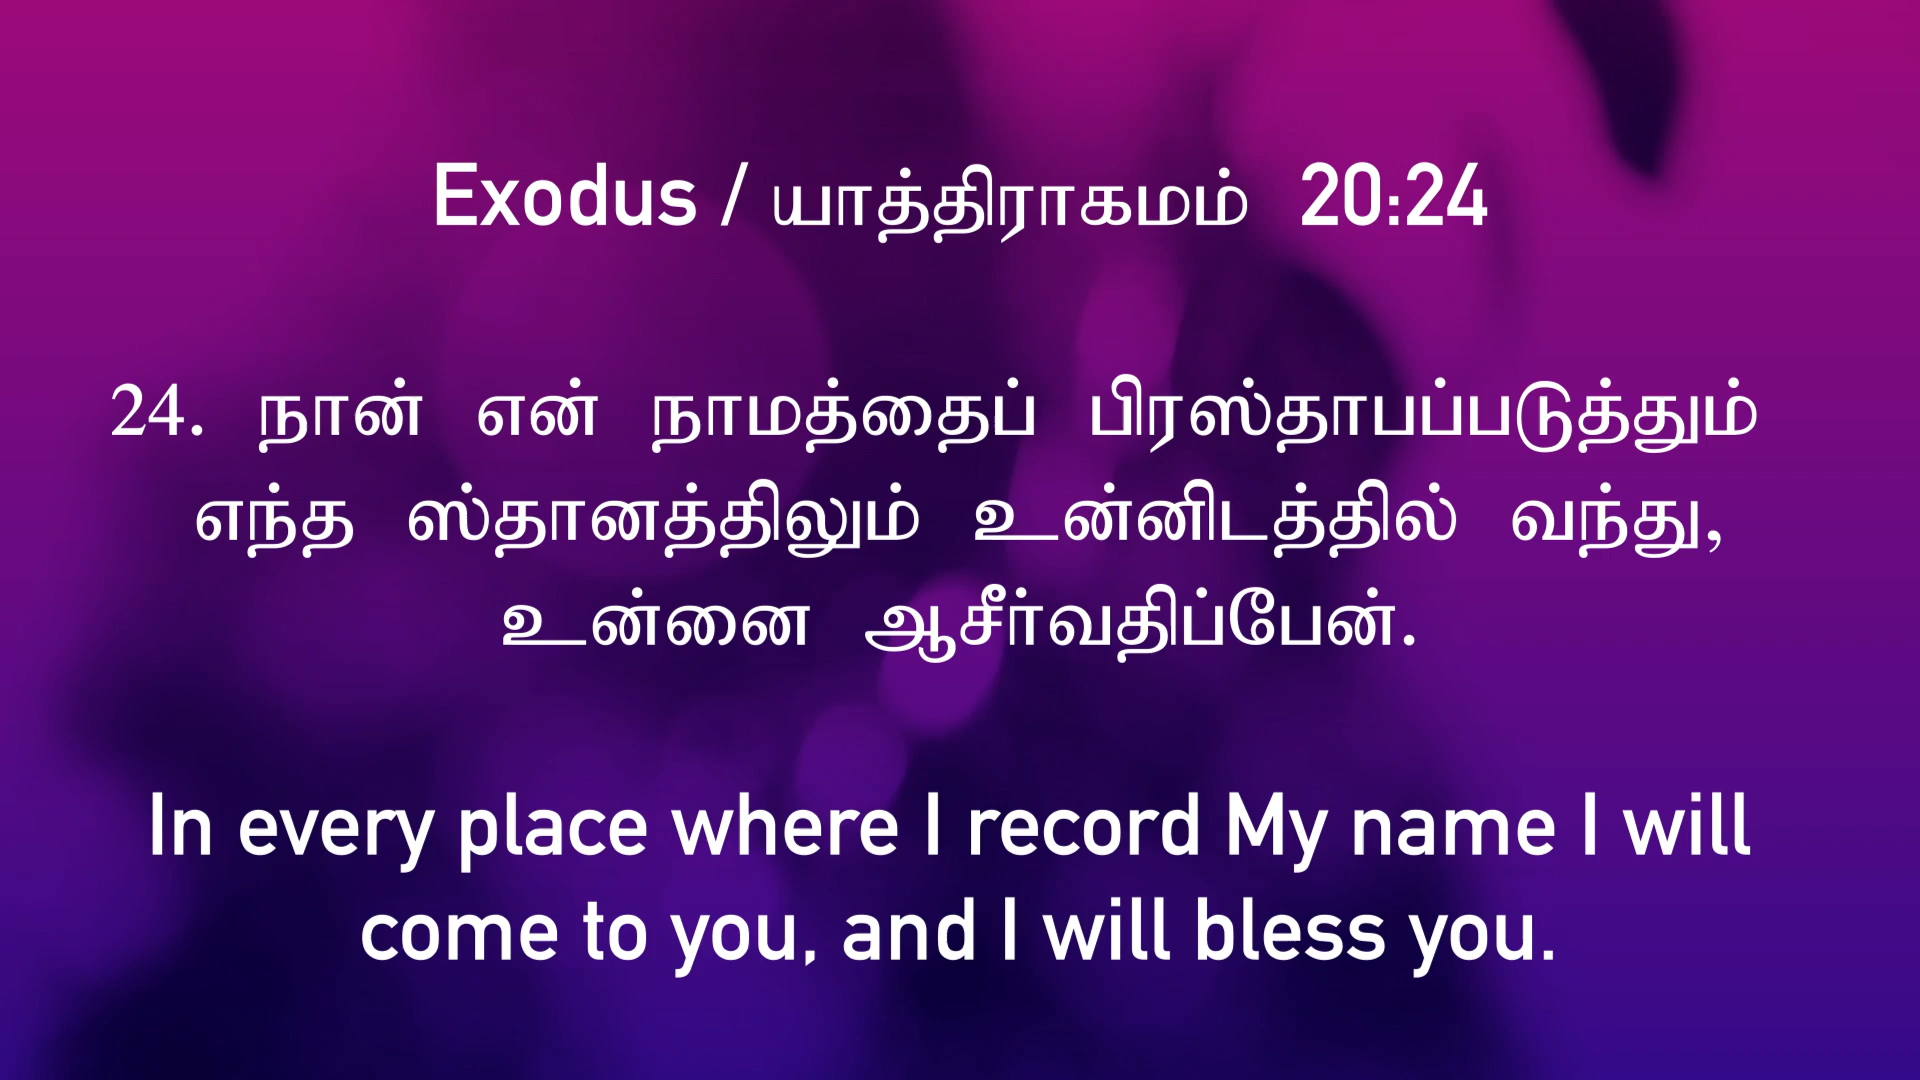 Exodus / யாத்திராகமம் 20:24
24. நான் என் நாமத்தைப் பிரஸ்தாபப்படுத்தும்
எந்த ஸ்தானத்திலும் உன்னிடத்தில் வந்து,
உன்னை ஆசீர்வதிப்பேன்.
In every place where I record My name I will
come to you, and I will bless you.